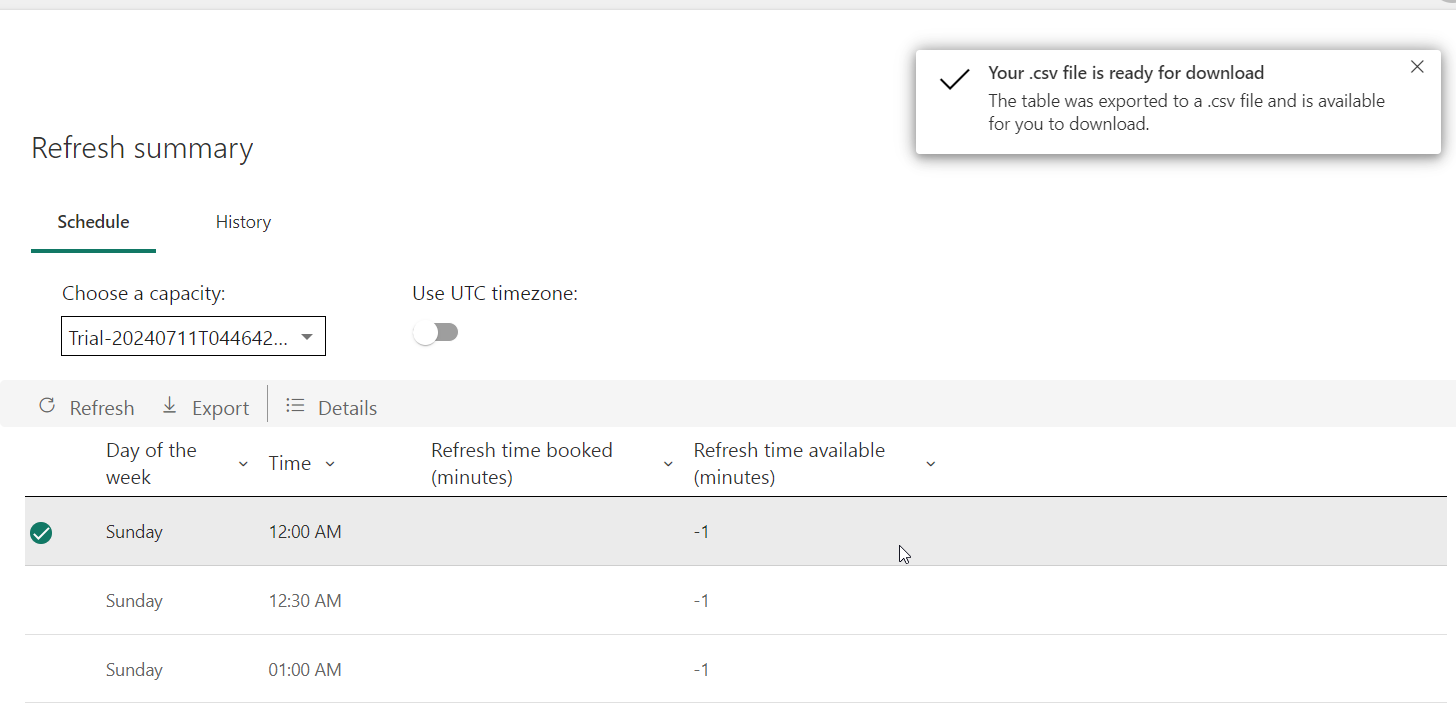 Your .csv file is ready for download
The table was exported to a .csv file and is available
for you to download.
Refresh summary
Schedule History
Choose a capacity: Use UTC timezone:
Trial-20240711T044642...
Refresh Export Details
Day of the week Time Refresh time booked (minutes) Refresh time available (minutes)
Sunday 12:00 AM -1
Sunday 12:30 AM -1
Sunday 01:00 AM -1